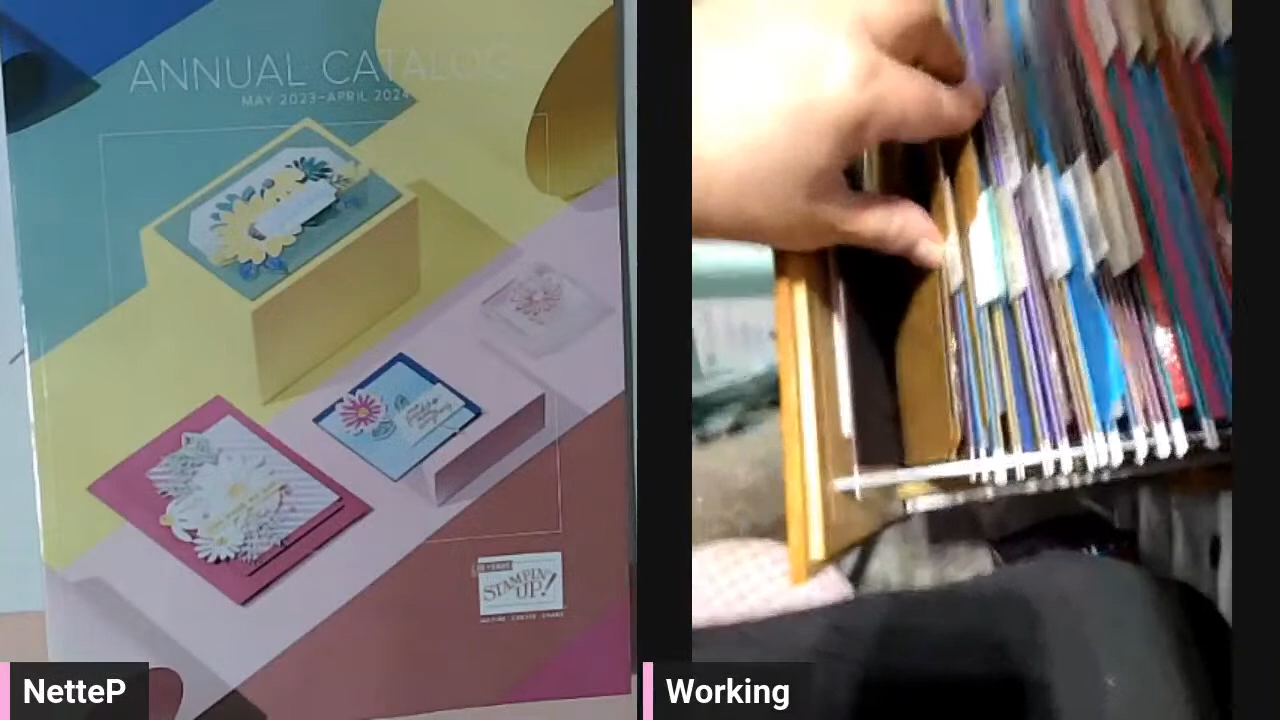 ANNUAL CATALOG
MAY 2023–APRIL 2024
STAMPIN'
UP!
NetteP
Working